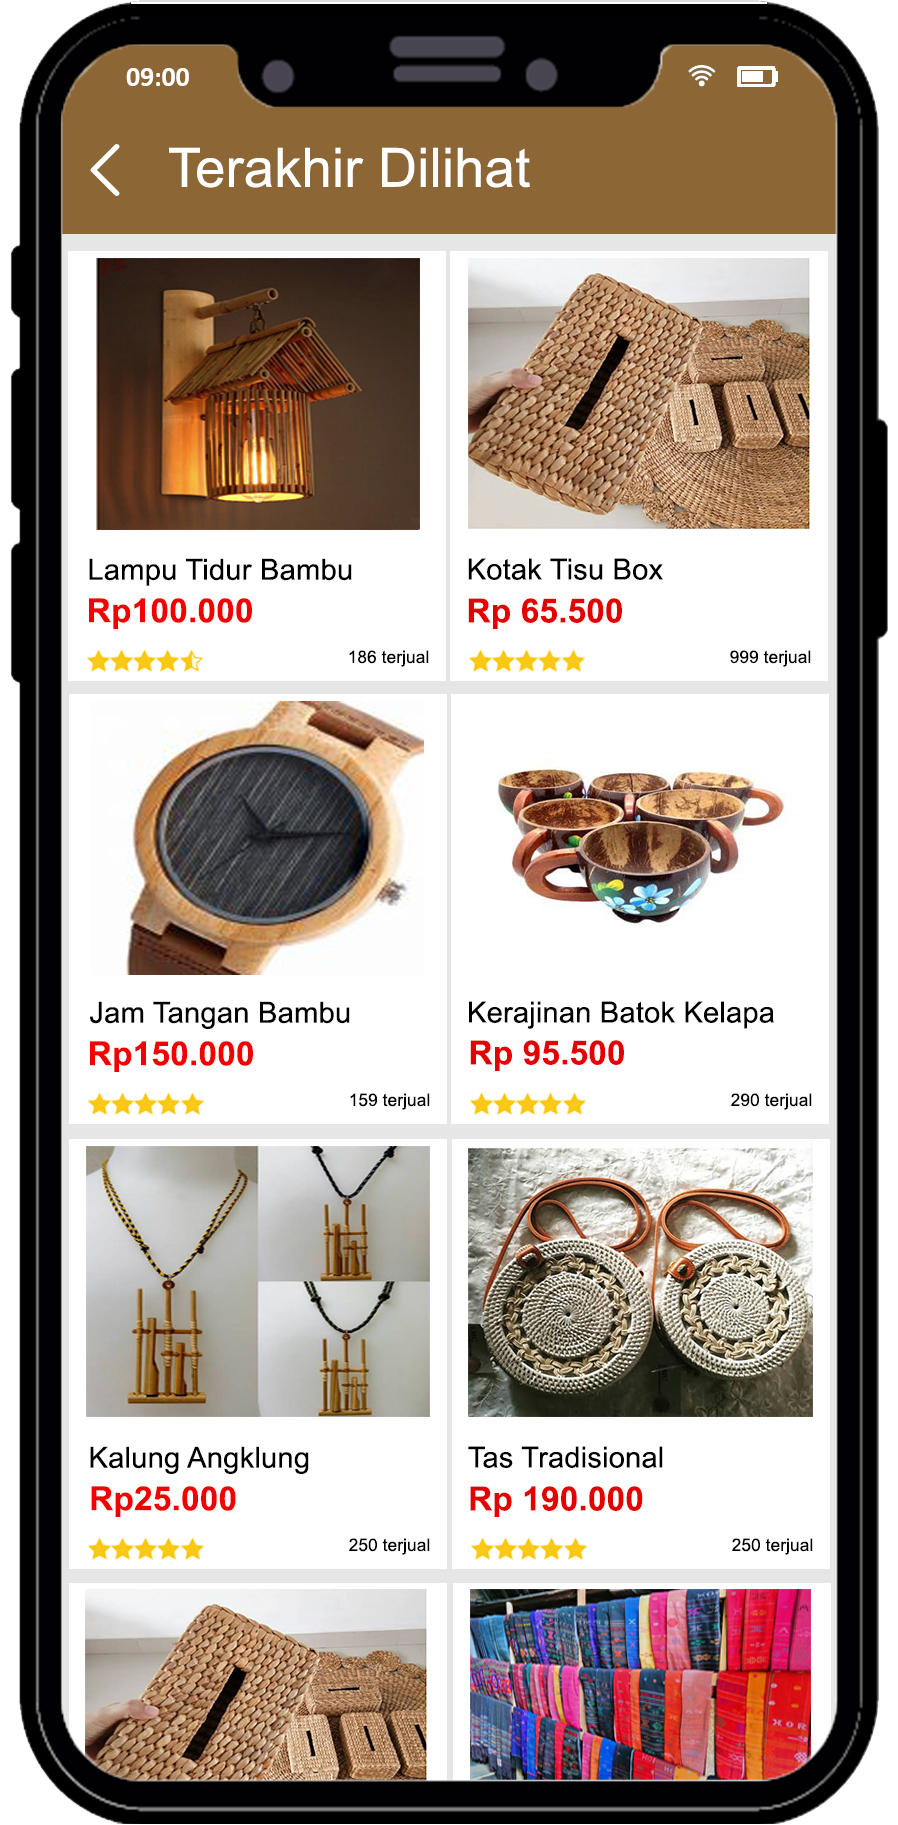 09:00
Terakhir Dilihat
Lampu Tidur Bambu
Rp100.000
186 terjual
Kotak Tisu Box
Rp 65.500
999 terjual
Jam Tangan Bambu
Rp150.000
159 terjual
Kerajinan Batok Kelapa
Rp 95.500
290 terjual
Kalung Angklung
Rp25.000
250 terjual
Tas Tradisional
Rp 190.000
250 terjual